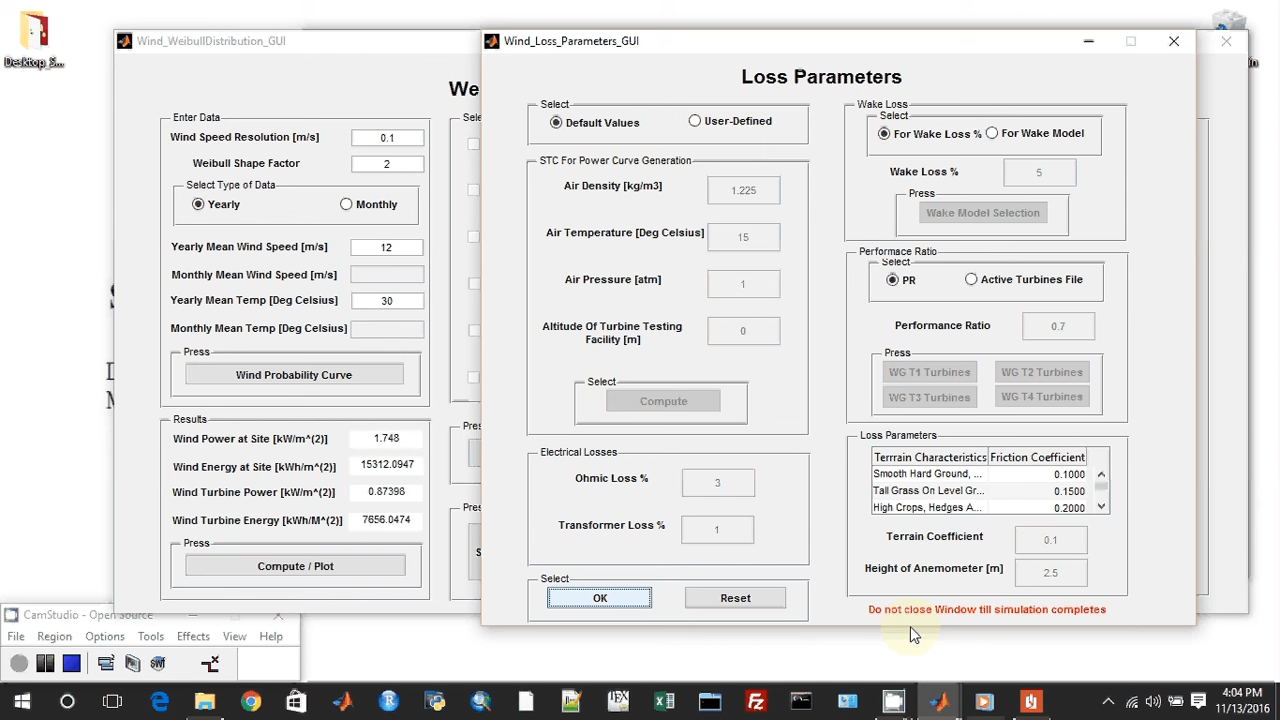 Desktop_S...
Wind_WeibullDistribution_GUI
We
Enter Data
Wind Speed Resolution [m/s]
0.1
Weibull Shape Factor
2
Select Type of Data
Yearly
Monthly
Yearly Mean Wind Speed [m/s]
12
Monthly Mean Wind Speed [m/s]
Yearly Mean Temp [Deg Celsius]
30
Monthly Mean Temp [Deg Celsius]
Press
Wind Probability Curve
Results
Wind Power at Site [kW/m^(2)]
1.748
Wind Energy at Site [kWh/m^(2)]
15312.0947
Wind Turbine Power [kW/m^(2)]
0.87398
Wind Turbine Energy [kWh/M^(2)]
7656.0474
Press
Compute / Plot
Sele
Pre
Pre
S
Wind_Loss_Parameters_GUI
Loss Parameters
Select
Default Values
User-Defined
STC For Power Curve Generation
Air Density [kg/m3]
1.225
Air Temperature [Deg Celsius]
15
Air Pressure [atm]
1
Altitude Of Turbine Testing
Facility [m]
0
Select
Compute
Electrical Losses
Ohmic Loss %
3
Transformer Loss %
1
Select
OK
Reset
Wake Loss
Select
For Wake Loss %
For Wake Model
Wake Loss %
5
Press
Wake Model Selection
Performace Ratio
Select
PR
Active Turbines File
Performance Ratio
0.7
Press
WG T1 Turbines
WG T2 Turbines
WG T3 Turbines
WG T4 Turbines
Loss Parameters
Terrrain Characteristics
Friction Coefficient
Smooth Hard Ground, ...
0.1000
Tall Grass On Level Gr...
0.1500
High Crops, Hedges A...
0.2000
Terrain Coefficient
0.1
Height of Anemometer [m]
2.5
Do not close Window till simulation completes
CamStudio - Open Source
File Region Options Tools Effects View Help
4:04 PM
11/13/2016